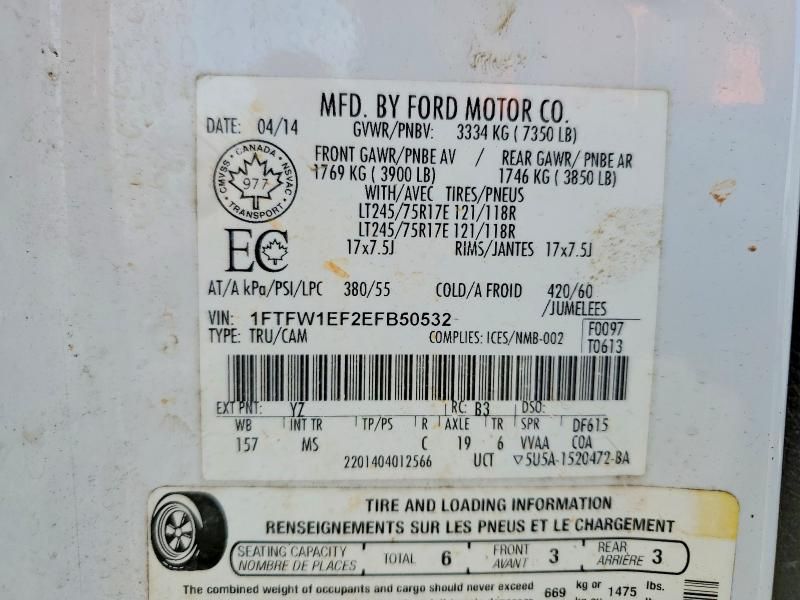 MFD. BY FORD MOTOR CO.
DATE: 04/14 GVWR/PNBV: 3334 KG ( 7350 LB)
CMVSS · CANADA · NSVAC
977
TRANSPORT
FRONT GAWR/PNBE AV / REAR GAWR/ PNBE AR
1769 KG ( 3900 LB) 1746 KG ( 3850 LB)
WITH/AVEC TIRES/PNEUS
LT245/75R17E 121/118R
LT245/75R17E 121/118R
EC
17x7.5J RIMS/JANTES 17x7.5J
AT/A kPa/PSI/LPC 380/55 COLD/A FROID 420/60
/JUMELEES
VIN: 1FTFW1EF2EFB50532
F0097
TYPE: TRU/CAM COMPLIES: ICES/NMB-002
T0613
EXT PNT: YZ RC: B3 DSO:
WB INT TR TP/PS R AXLE TR SPR DF615
157 MS C 19 6 VVAA COA
2201404012566 UCT ▽5U5A-1520472-BA
TIRE AND LOADING INFORMATION
RENSEIGNEMENTS SUR LES PNEUS ET LE CHARGEMENT
SEATING CAPACITY TOTAL 6 FRONT 3 REAR 3
NOMBRE DE PLACES AVANT ARRIÈRE
The combined weight of occupants and cargo should never exceed 669 kg or 1475 lbs.